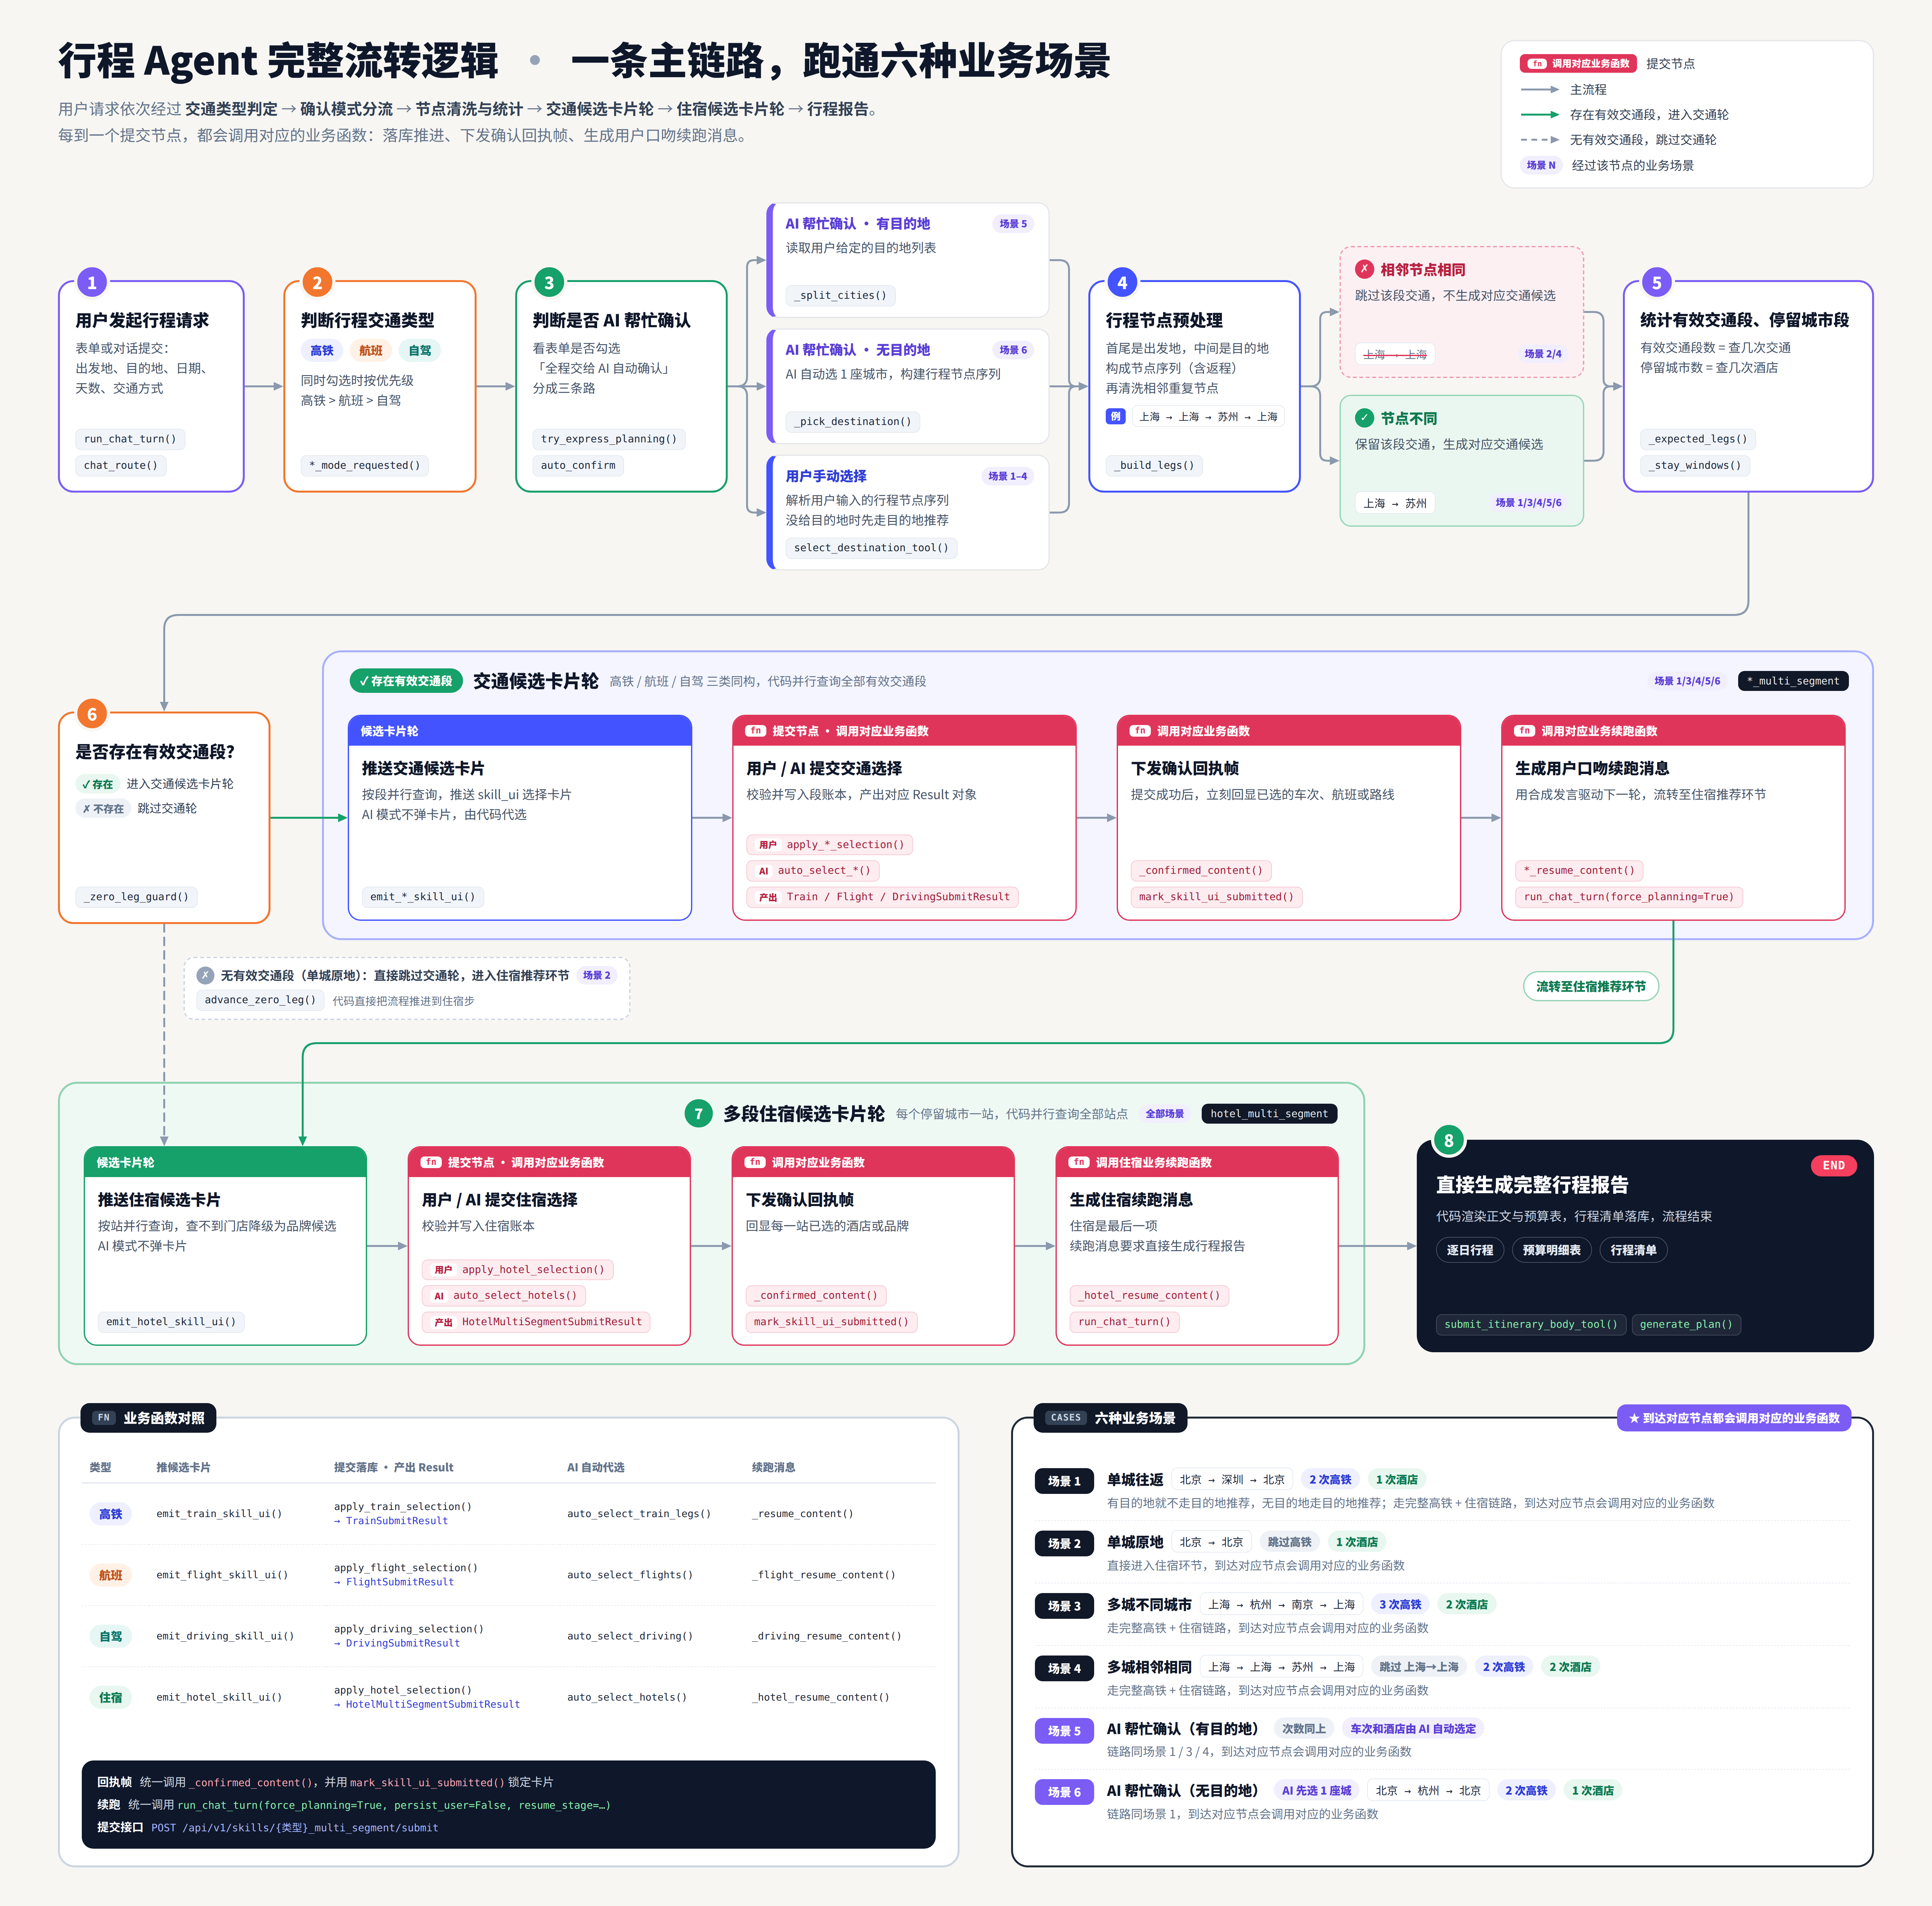 行程 Agent 完整流转逻辑 · 一条主链路，跑通六种业务场景
用户请求依次经过 交通类型判定 → 确认模式分流 → 节点清洗与统计 → 交通候选卡片轮 → 住宿候选卡片轮 → 行程报告。
每到一个提交节点，都会调用对应的业务函数：落库推进、下发确认回执帧、生成用户口吻续跑消息。
fn 调用对应业务函数 提交节点
主流程
存在有效交通段，进入交通轮
无有效交通段，跳过交通轮
场景 N 经过该节点的业务场景
1
用户发起行程请求
表单或对话提交：
出发地、目的地、日期、
天数、交通方式
run_chat_turn()
chat_route()
2
判断行程交通类型
高铁 航班 自驾
同时勾选时按优先级
高铁 > 航班 > 自驾
*_mode_requested()
3
判断是否 AI 帮忙确认
看表单是否勾选
「全程交给 AI 自动确认」
分成三条路
try_express_planning()
auto_confirm
AI 帮忙确认 · 有目的地 场景 5
读取用户给定的目的地列表
_split_cities()
AI 帮忙确认 · 无目的地 场景 6
AI 自动选 1 座城市，构建行程节点序列
_pick_destination()
用户手动选择 场景 1–4
解析用户输入的行程节点序列
没给目的地时先走目的地推荐
select_destination_tool()
4
行程节点预处理
首尾是出发地，中间是目的地
构成节点序列（含返程）
再清洗相邻重复节点
例 上海 → 上海 → 苏州 → 上海
_build_legs()
✗ 相邻节点相同
跳过该段交通，不生成对应交通候选
上海 → 上海 场景 2/4
✓ 节点不同
保留该段交通，生成对应交通候选
上海 → 苏州 场景 1/3/4/5/6
5
统计有效交通段、停留城市段
有效交通段数 = 查几次交通
停留城市数 = 查几次酒店
_expected_legs()
_stay_windows()
6
是否存在有效交通段?
✓ 存在 进入交通候选卡片轮
✗ 不存在 跳过交通轮
_zero_leg_guard()
✓ 存在有效交通段 交通候选卡片轮 高铁 / 航班 / 自驾 三类同构，代码并行查询全部有效交通段 场景 1/3/4/5/6 *_multi_segment
候选卡片轮
推送交通候选卡片
按段并行查询，推送 skill_ui 选择卡片
AI 模式不弹卡片，由代码代选
emit_*_skill_ui()
fn 提交节点 · 调用对应业务函数
用户 / AI 提交交通选择
校验并写入段账本，产出对应 Result 对象
用户 apply_*_selection()
AI auto_select_*()
产出 Train / Flight / DrivingSubmitResult
fn 调用对应业务函数
下发确认回执帧
提交成功后，立刻回显已选的车次、航班或路线
_confirmed_content()
mark_skill_ui_submitted()
fn 调用对应业务续跑函数
生成用户口吻续跑消息
用合成发言驱动下一轮，流转至住宿推荐环节
*_resume_content()
run_chat_turn(force_planning=True)
✗ 无有效交通段（单城原地）：直接跳过交通轮，进入住宿推荐环节 场景 2
advance_zero_leg() 代码直接把流程推进到住宿步
流转至住宿推荐环节
7 多段住宿候选卡片轮 每个停留城市一站，代码并行查询全部站点 全部场景 hotel_multi_segment
候选卡片轮
推送住宿候选卡片
按站并行查询，查不到门店降级为品牌候选
AI 模式不弹卡片
emit_hotel_skill_ui()
fn 提交节点 · 调用对应业务函数
用户 / AI 提交住宿选择
校验并写入住宿账本
用户 apply_hotel_selection()
AI auto_select_hotels()
产出 HotelMultiSegmentSubmitResult
fn 调用对应业务函数
下发确认回执帧
回显每一站已选的酒店或品牌
_confirmed_content()
mark_skill_ui_submitted()
fn 调用住宿业务续跑函数
生成住宿续跑消息
住宿是最后一项
续跑消息要求直接生成行程报告
_hotel_resume_content()
run_chat_turn()
8
END
直接生成完整行程报告
代码渲染正文与预算表，行程清单落库，流程结束
逐日行程 预算明细表 行程清单
submit_itinerary_body_tool() generate_plan()
FN 业务函数对照
类型 推候选卡片 提交落库 · 产出 Result AI 自动代选 续跑消息
高铁 emit_train_skill_ui() apply_train_selection() auto_select_train_legs() _resume_content()
→ TrainSubmitResult
航班 emit_flight_skill_ui() apply_flight_selection() auto_select_flights() _flight_resume_content()
→ FlightSubmitResult
自驾 emit_driving_skill_ui() apply_driving_selection() auto_select_driving() _driving_resume_content()
→ DrivingSubmitResult
住宿 emit_hotel_skill_ui() apply_hotel_selection() auto_select_hotels() _hotel_resume_content()
→ HotelMultiSegmentSubmitResult
回执帧 统一调用 _confirmed_content()，并用 mark_skill_ui_submitted() 锁定卡片
续跑 统一调用 run_chat_turn(force_planning=True, persist_user=False, resume_stage=…)
提交接口 POST /api/v1/skills/{类型}_multi_segment/submit
CASES 六种业务场景
★ 到达对应节点都会调用对应的业务函数
场景 1 单城往返 北京 → 深圳 → 北京 2 次高铁 1 次酒店
有目的地就不走目的地推荐，无目的地走目的地推荐；走完整高铁 + 住宿链路，到达对应节点会调用对应的业务函数
场景 2 单城原地 北京 → 北京 跳过高铁 1 次酒店
直接进入住宿环节，到达对应节点会调用对应的业务函数
场景 3 多城不同城市 上海 → 杭州 → 南京 → 上海 3 次高铁 2 次酒店
走完整高铁 + 住宿链路，到达对应节点会调用对应的业务函数
场景 4 多城相邻相同 上海 → 上海 → 苏州 → 上海 跳过 上海→上海 2 次高铁 2 次酒店
走完整高铁 + 住宿链路，到达对应节点会调用对应的业务函数
场景 5 AI 帮忙确认（有目的地） 次数同上 车次和酒店由 AI 自动选定
链路同场景 1 / 3 / 4，到达对应节点会调用对应的业务函数
场景 6 AI 帮忙确认（无目的地） AI 先选 1 座城 北京 → 杭州 → 北京 2 次高铁 1 次酒店
链路同场景 1，到达对应节点会调用对应的业务函数